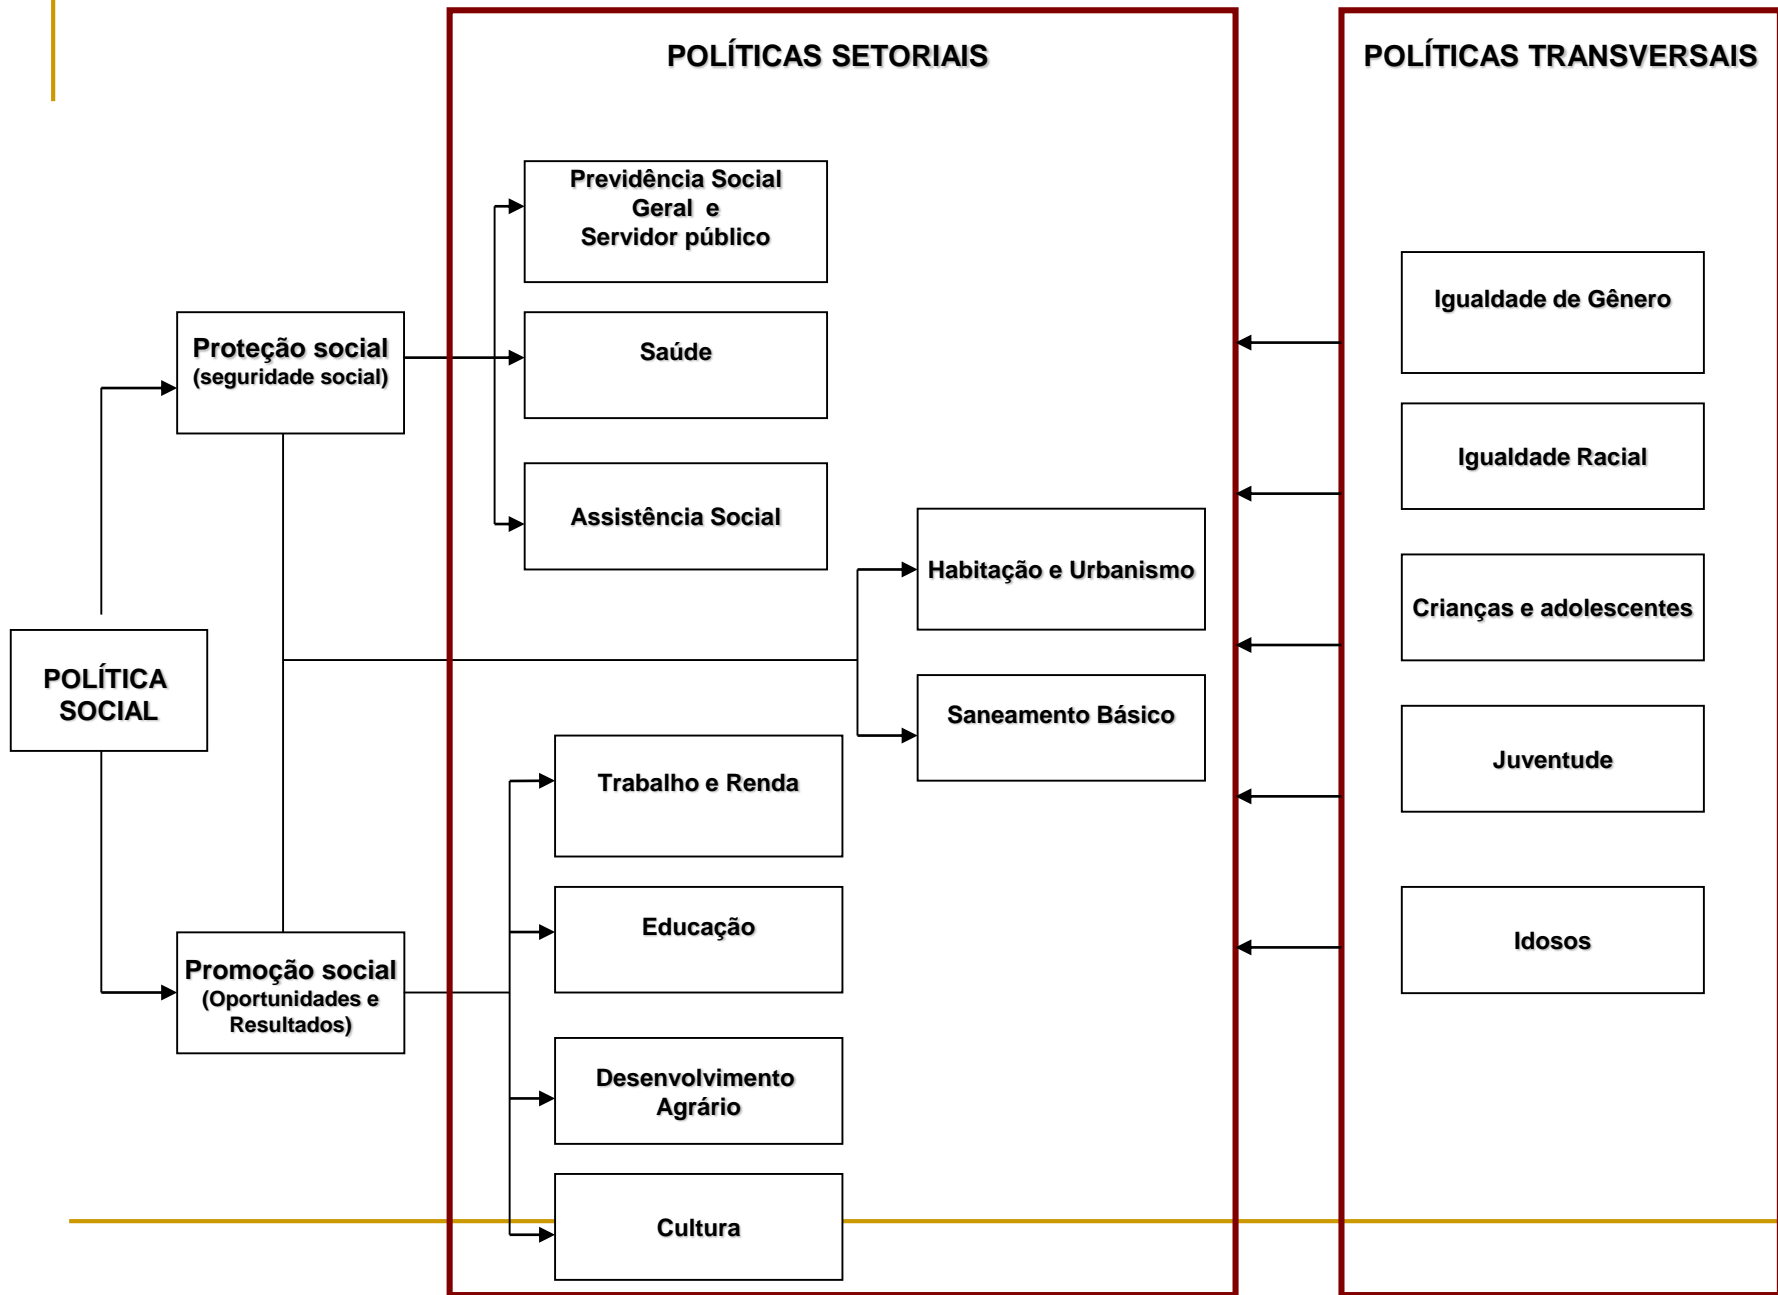 POLÍTICAS SETORIAIS
POLÍTICAS TRANSVERSAIS
Previdência Social
Geral e
Servidor público
Igualdade de Gênero
Proteção social
(seguridade social)
Saúde
Igualdade Racial
Assistência Social
Habitação e Urbanismo
Crianças e adolescentes
POLÍTICA
SOCIAL
Saneamento Básico
Juventude
Trabalho e Renda
Educação
Idosos
Promoção social
(Oportunidades e
Resultados)
Desenvolvimento
Agrário
Cultura